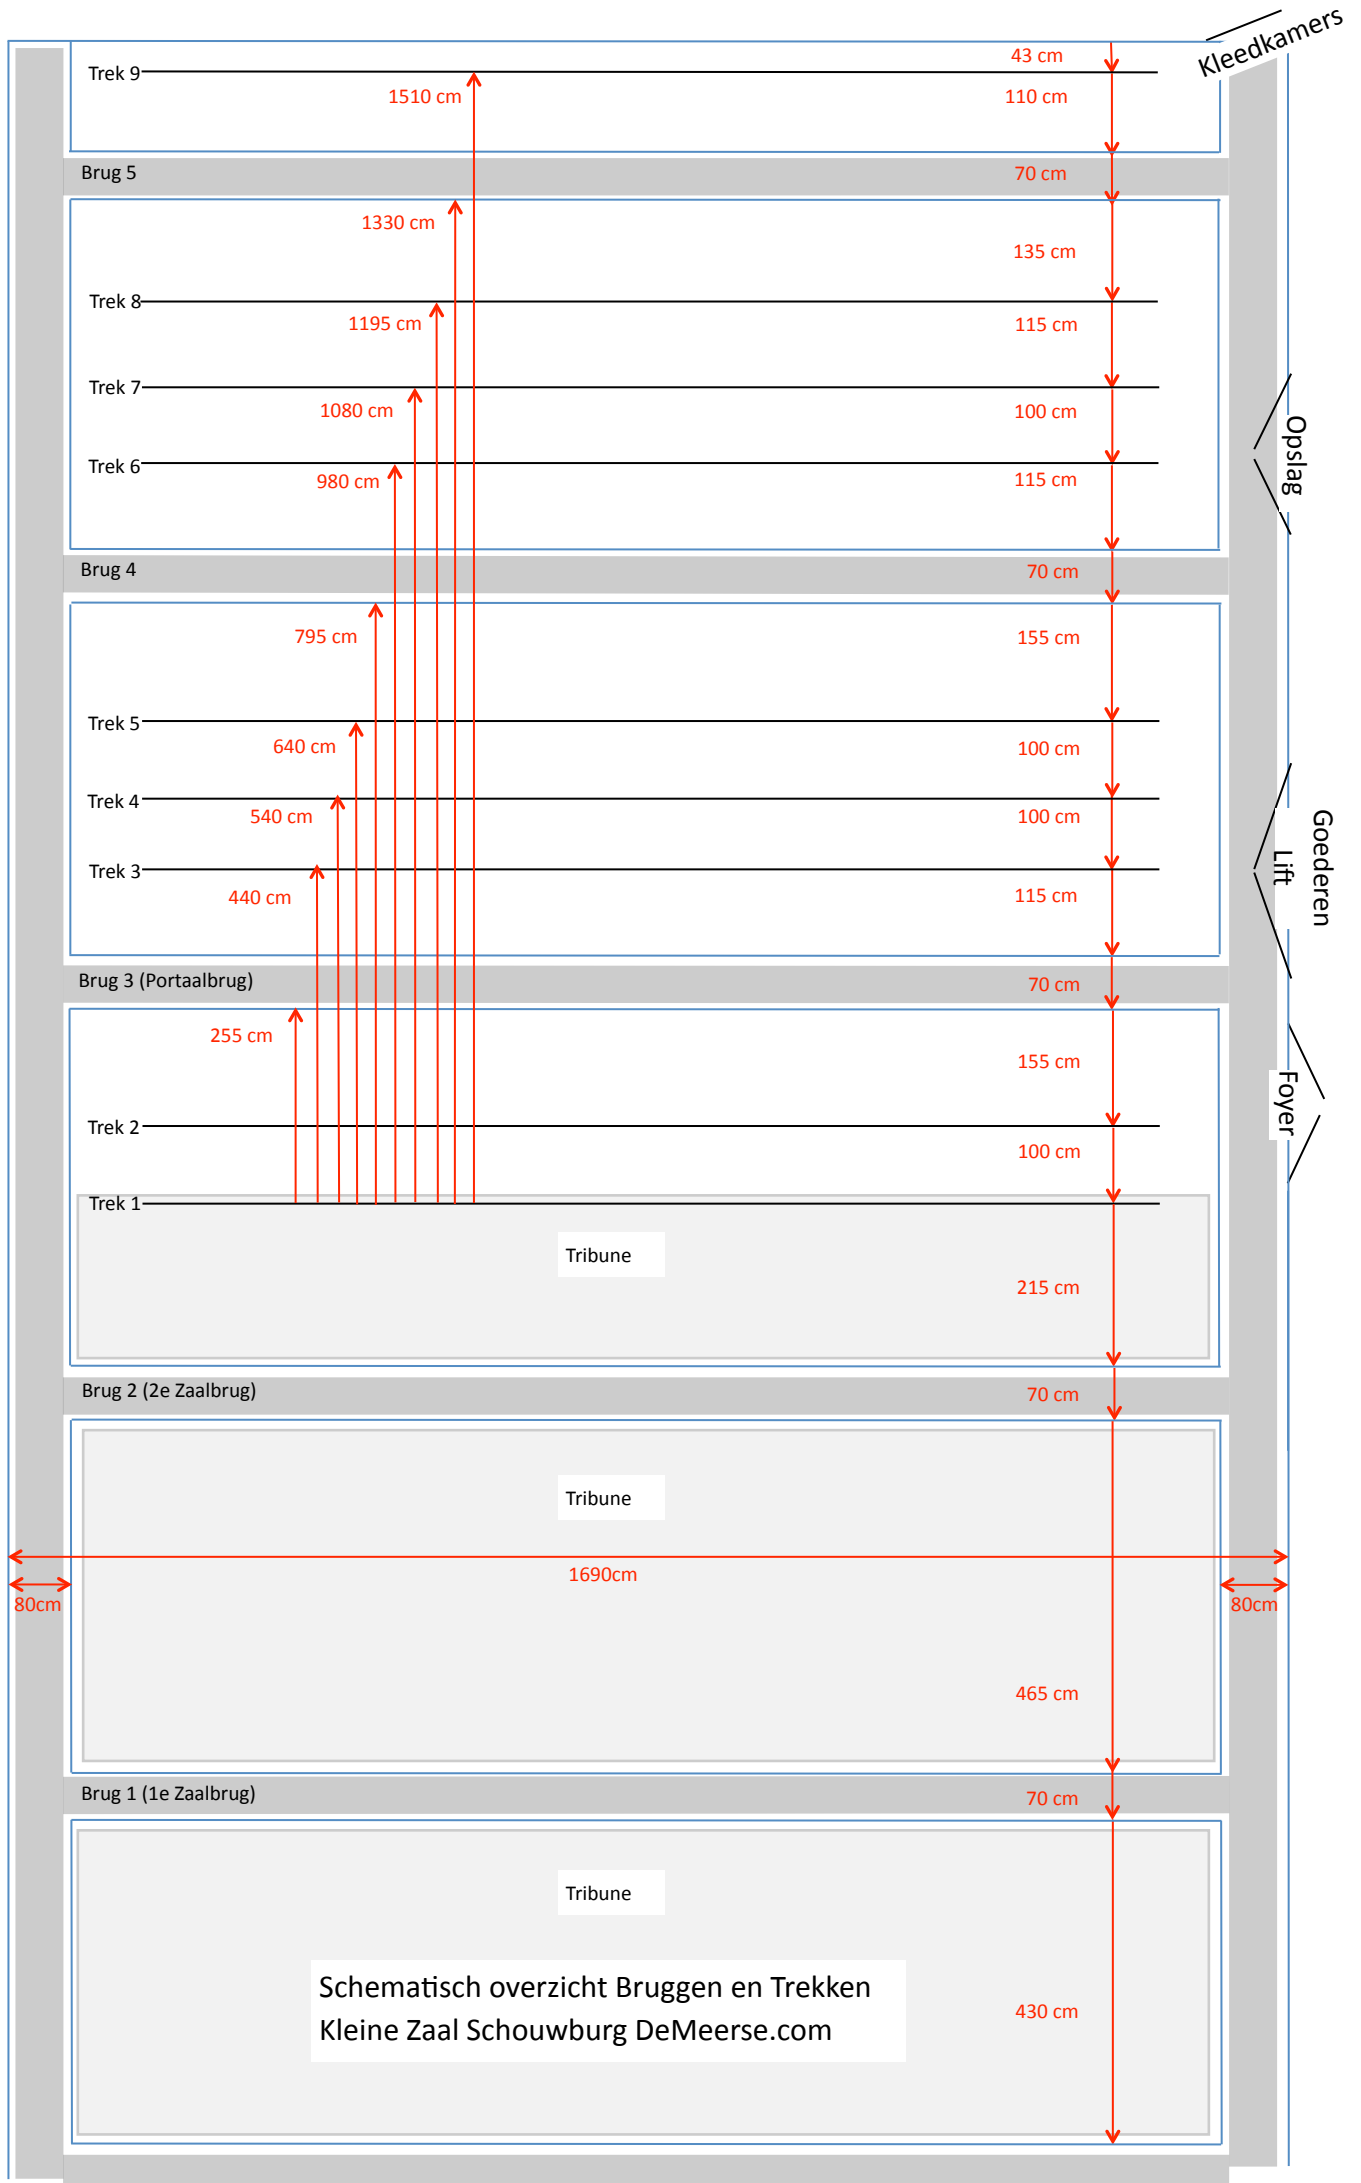 Kleedkamers
43 cm
Trek 9
1510 cm
110 cm
Brug 5
70 cm
1330 cm
135 cm
Trek 8
1195 cm
115 cm
Trek 7
1080 cm
100 cm
Opslag
Trek 6
980 cm
115 cm
Brug 4
70 cm
795 cm
155 cm
Trek 5
640 cm
100 cm
Trek 4
540 cm
100 cm
Goederen
Lift
Trek 3
440 cm
115 cm
Brug 3 (Portaalbrug)
70 cm
255 cm
155 cm
Foyer
Trek 2
100 cm
Trek 1
Tribune
215 cm
Brug 2 (2e Zaalbrug)
70 cm
Tribune
1690cm
80cm
80cm
465 cm
Brug 1 (1e Zaalbrug)
70 cm
Tribune
Schematisch overzicht Bruggen en Trekken
Kleine Zaal Schouwburg DeMeerse.com
430 cm